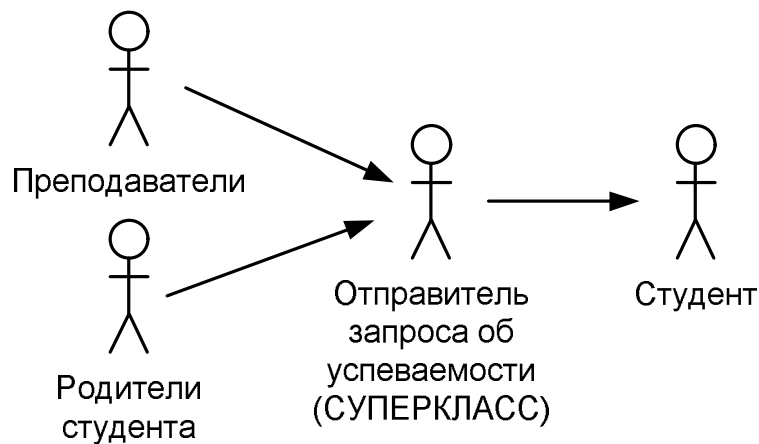 Преподаватели
Родители
студента
Отправитель
запроса об
успеваемости
(СУПЕРКЛАСС)
Студент